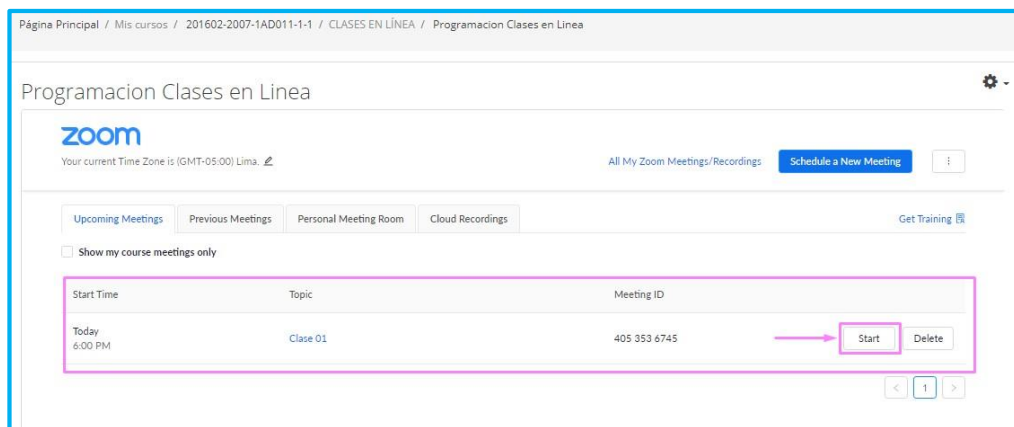 Página Principal / Mis cursos / 201602-2007-1AD011-1-1 / CLASES EN LÍNEA / Programacion Clases en Linea
Programacion Clases en Linea
zoom
Your current Time Zone is (GMT-05:00) Lima.
All My Zoom Meetings/Recordings
Schedule a New Meeting
Upcoming Meetings Previous Meetings Personal Meeting Room Cloud Recordings
Get Training
Show my course meetings only
Start Time Topic Meeting ID
Today
6:00 PM
Clase 01 405 353 6745 Start Delete
< 1 >